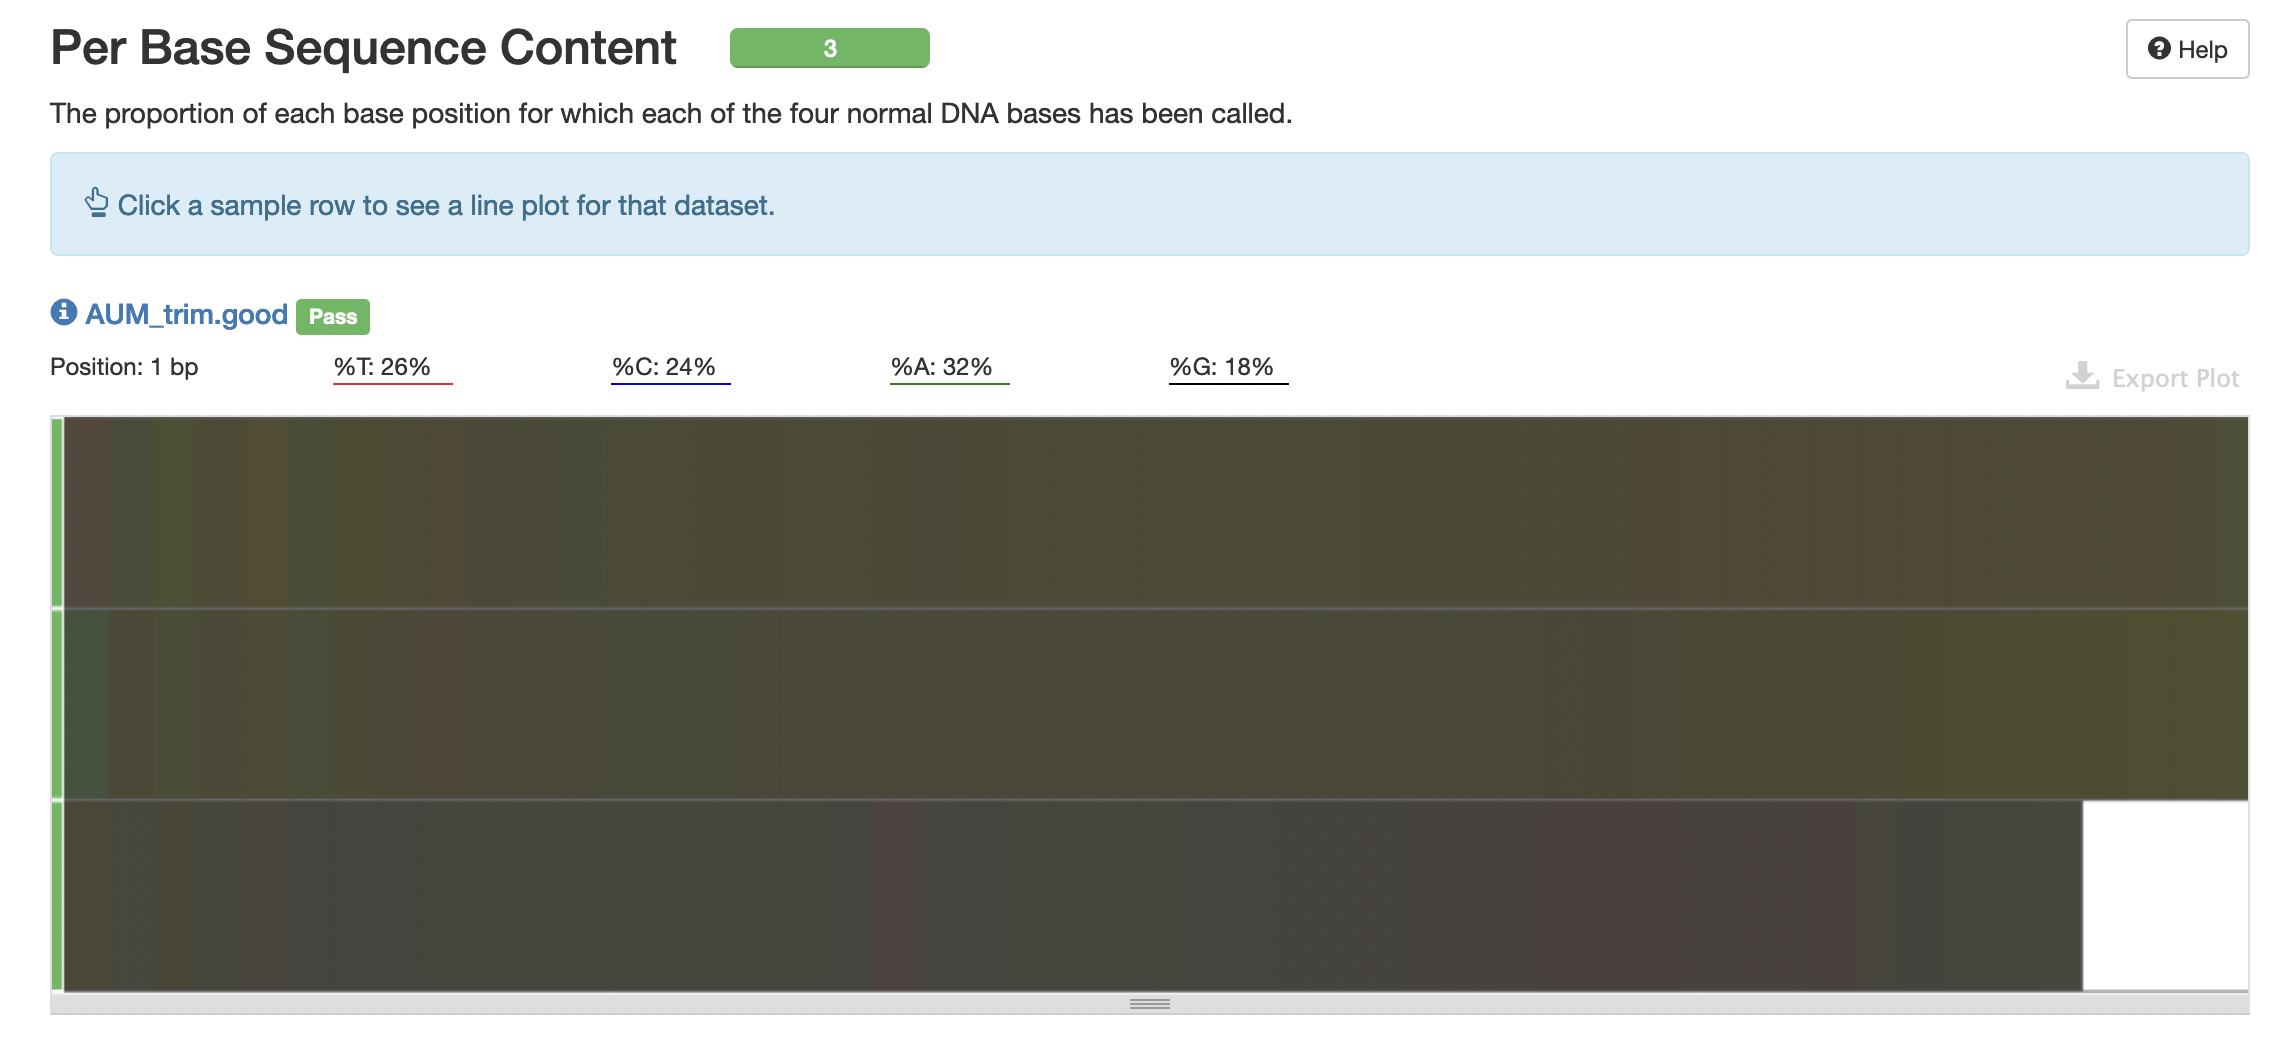 Per Base Sequence Content 3 Help
The proportion of each base position for which each of the four normal DNA bases has been called.
Click a sample row to see a line plot for that dataset.
AUM_trim.good Pass
Position: 1 bp %T: 26% %C: 24% %A: 32% %G: 18% Export Plot